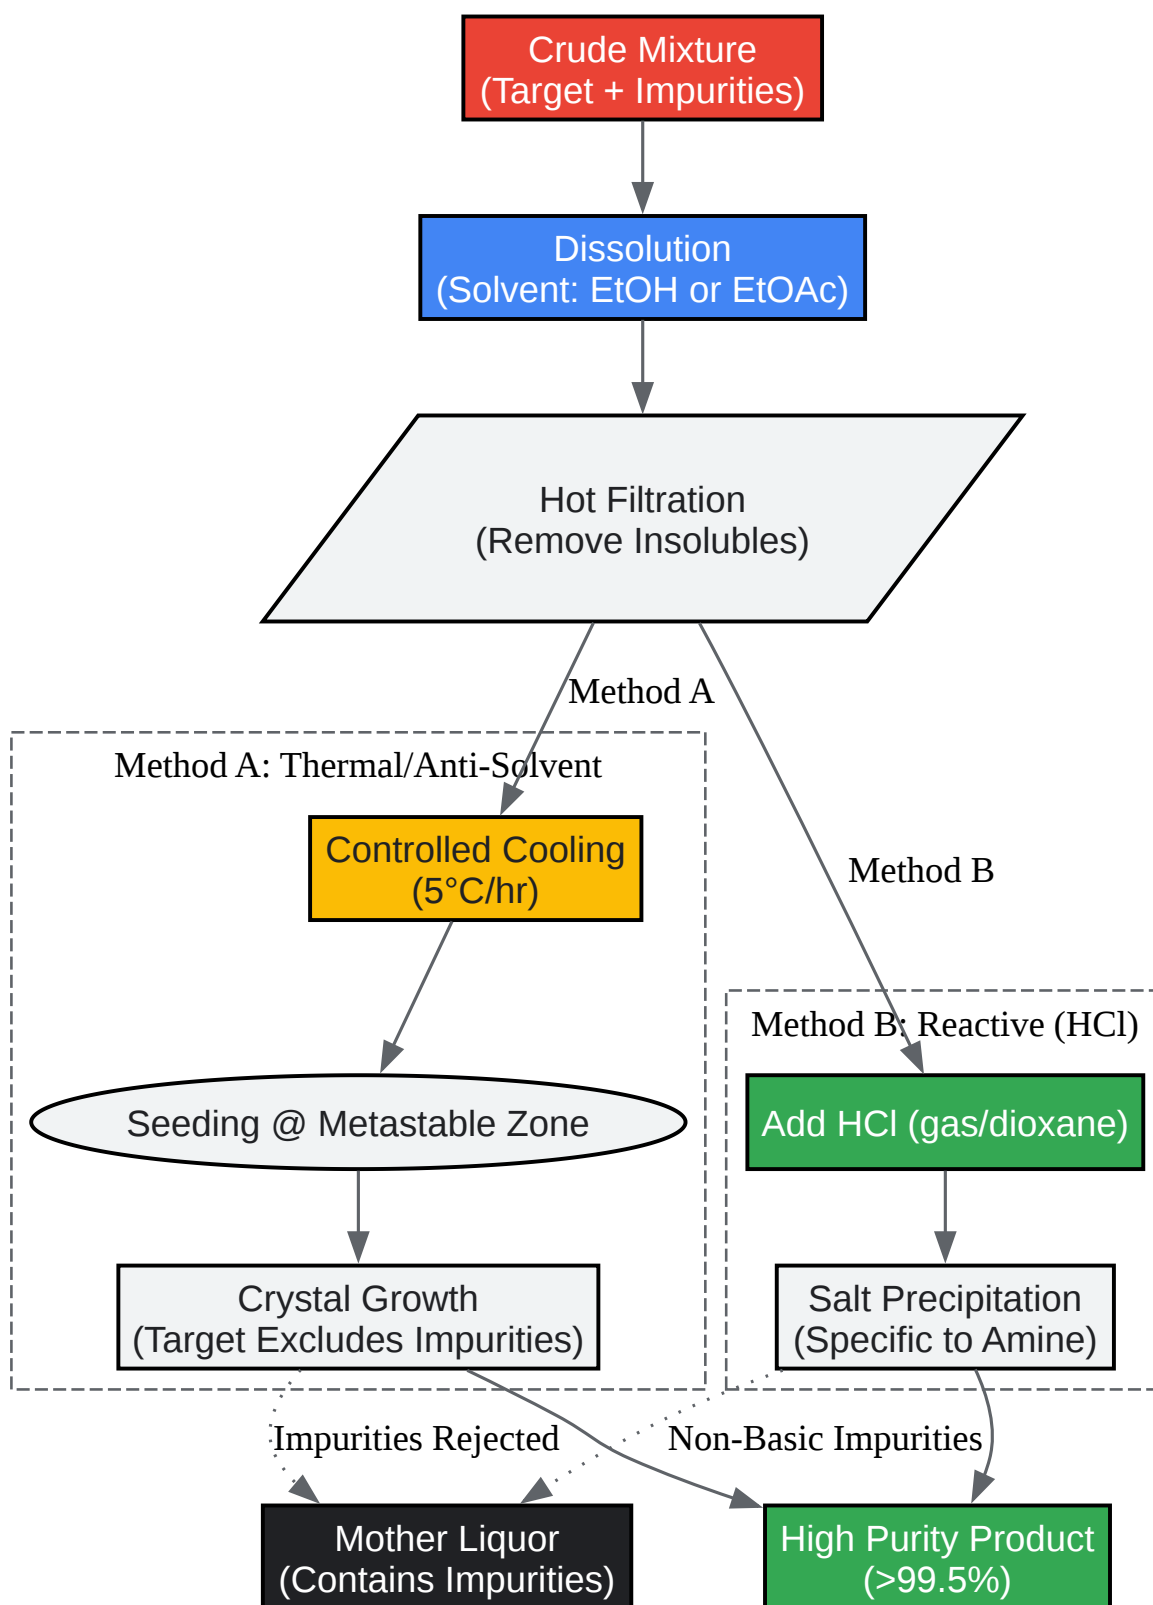 Crude Mixture
(Target + Impurities)
Dissolution
(Solvent: EtOH or EtOAc)
Hot Filtration
(Remove Insolubles)
Method A
Method A: Thermal/Anti-Solvent
Controlled Cooling
(5°C/hr)
Method B
Method B: Reactive (HCl)
Seeding @ Metastable Zone
Add HCl (gas/dioxane)
Crystal Growth
(Target Excludes Impurities)
Salt Precipitation
(Specific to Amine)
Impurities Rejected
Non-Basic Impurities
Mother Liquor
(Contains Impurities)
High Purity Product
(>99.5%)